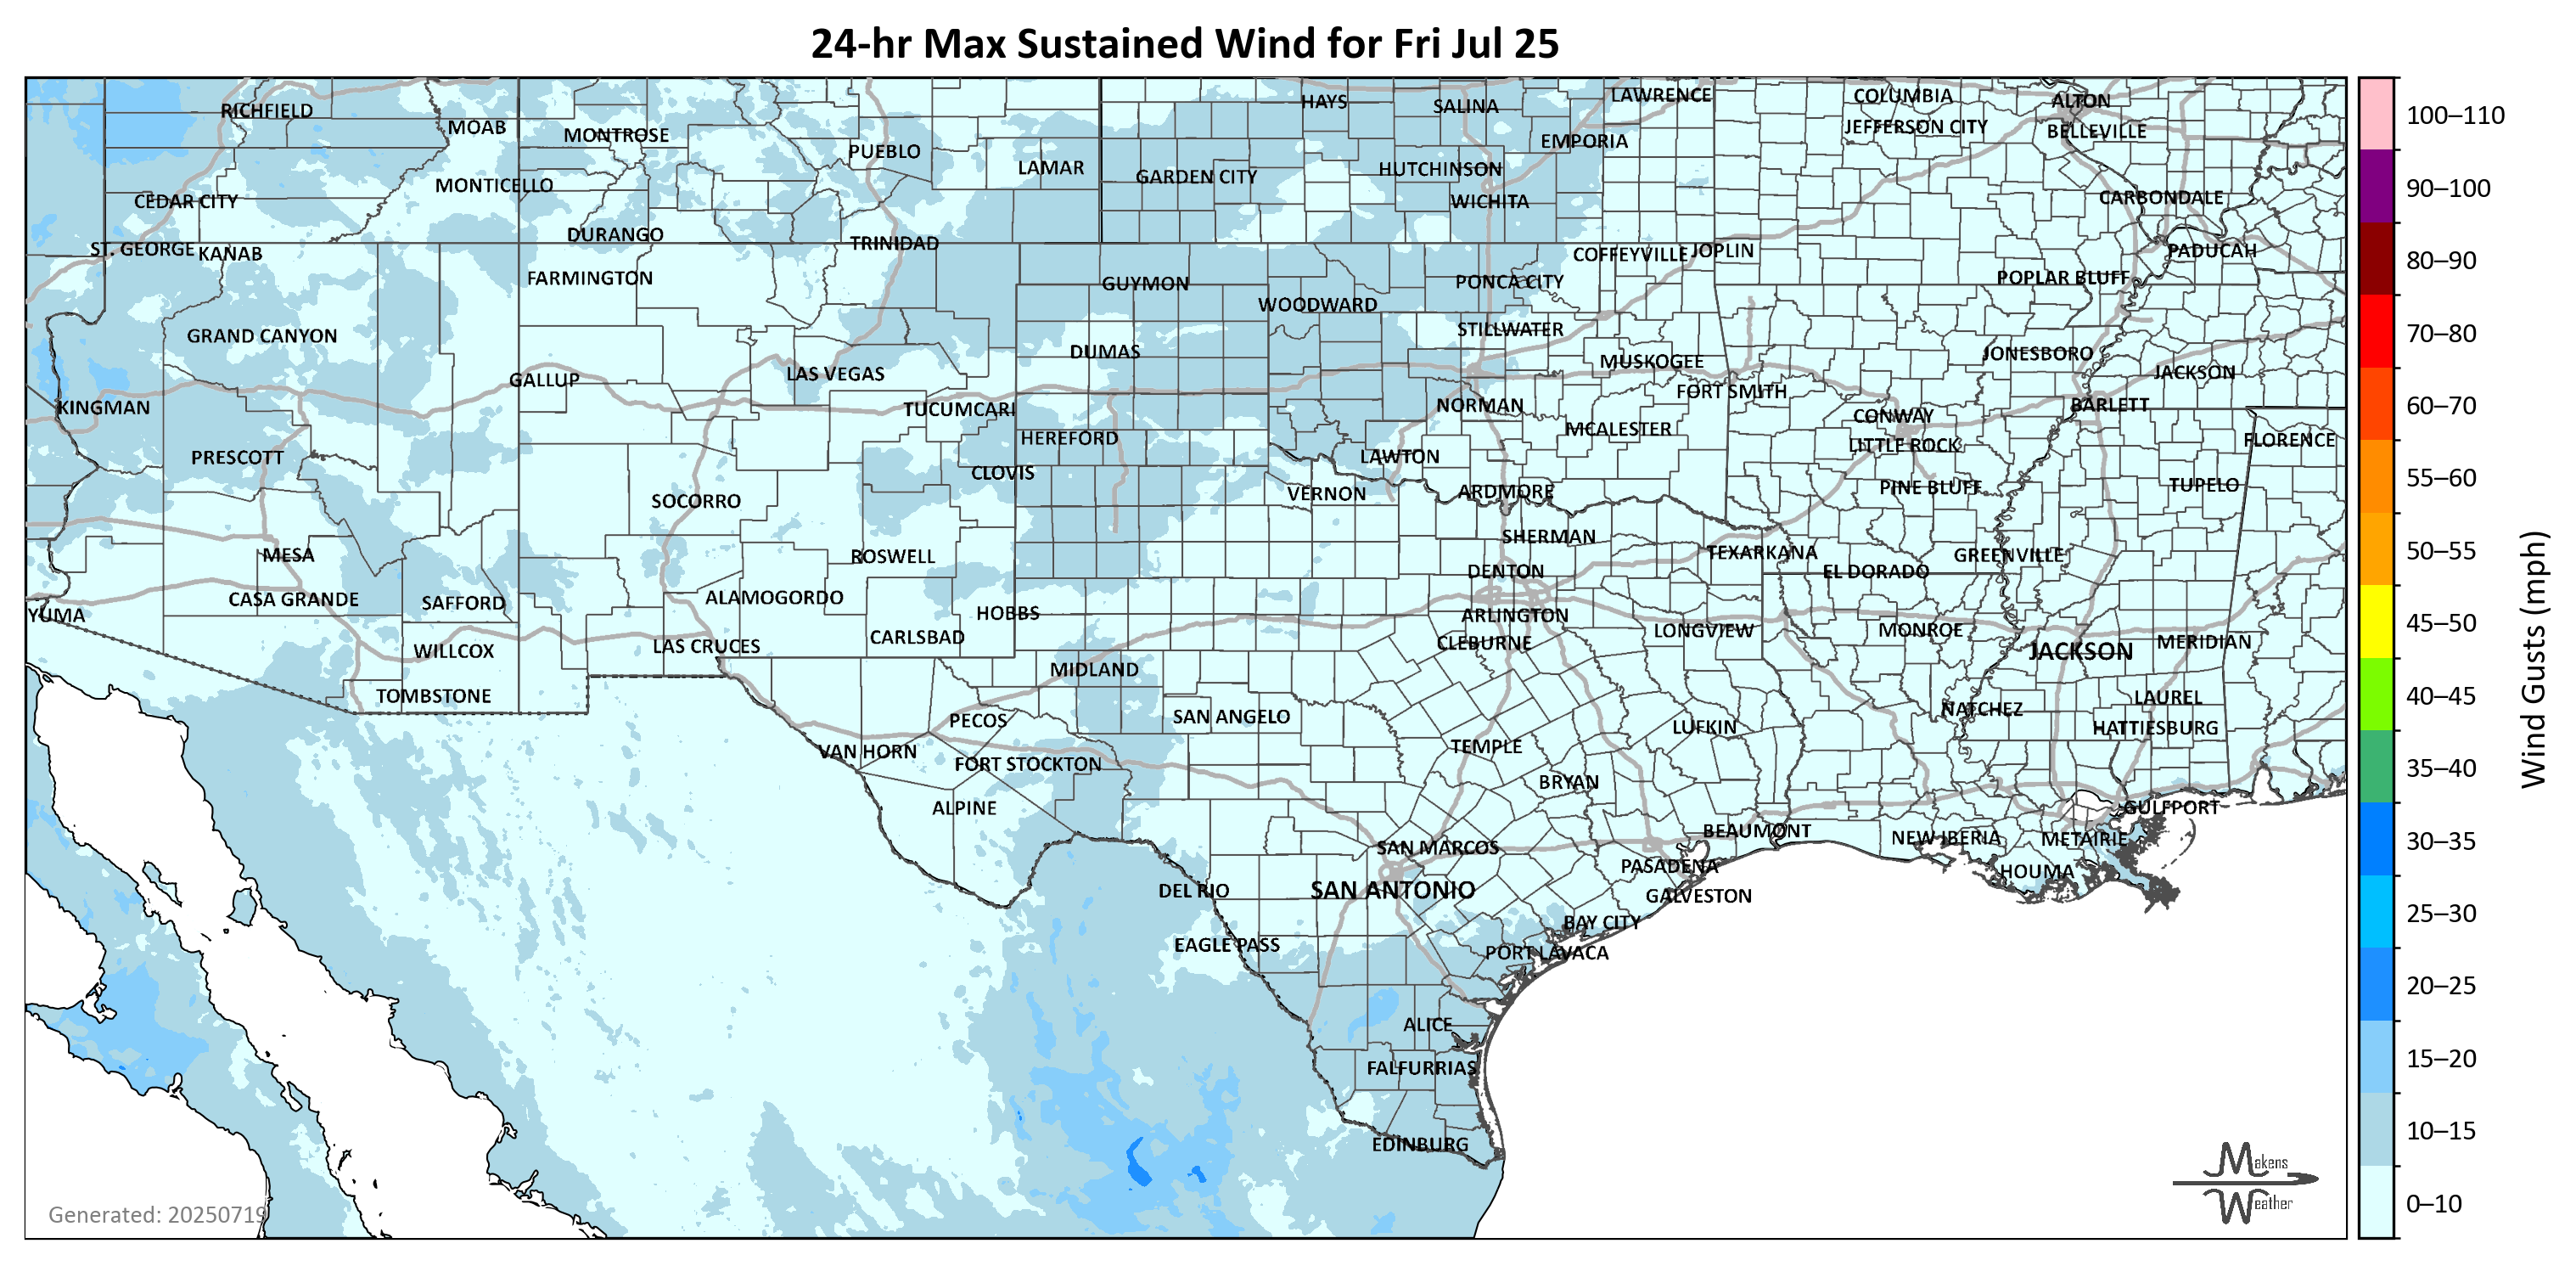 24-hr Max Sustained Wind for Fri Jul 25
RICHFIELD
MOAB
MONTROSE
PUEBLO
LAMAR
HAYS
SALINA
LAWRENCE
EMPORIA
COLUMBIA
JEFFERSON CITY
ALTON
BELLEVILLE
CEDAR CITY
MONTICELLO
GARDEN CITY
HUTCHINSON
WICHITA
CARBONDALE
ST. GEORGE
KANAB
DURANGO
TRINIDAD
COFFEYVILLE
JOPLIN
PADUCAH
FARMINGTON
GUYMON
WOODWARD
PONCA CITY
POPLAR BLUFF
GRAND CANYON
DUMAS
STILLWATER
MUSKOGEE
JONESBORO
GALLUP
LAS VEGAS
FORT SMITH
JACKSON
KINGMAN
TUCUMCARI
NORMAN
CONWAY
BARLETT
PRESCOTT
HEREFORD
LAWTON
MCALESTER
LITTLE ROCK
FLORENCE
CLOVIS
VERNON
ARDMORE
PINE BLUFF
TUPELO
SOCORRO
SHERMAN
MESA
ROSWELL
DENTON
TEXARKANA
EL DORADO
GREENVILLE
YUMA
CASA GRANDE
SAFFORD
ALAMOGORDO
HOBBS
ARLINGTON
WILLCOX
LAS CRUCES
CARLSBAD
CLEBURNE
LONGVIEW
MONROE
JACKSON
MERIDIAN
TOMBSTONE
MIDLAND
PECOS
SAN ANGELO
LUFKIN
NATCHEZ
LAUREL
HATTIESBURG
VAN HORN
FORT STOCKTON
TEMPLE
BRYAN
ALPINE
SAN MARCOS
BEAUMONT
NEW IBERIA
METAIRIE
GULFPORT
DEL RIO
SAN ANTONIO
PASADENA
GALVESTON
HOUMA
EAGLE PASS
BAY CITY
PORT LAVACA
ALICE
FALFURRIAS
EDINBURG
Generated: 20250719
Makens
Weather
100–110
90–100
80–90
70–80
60–70
55–60
50–55
45–50
40–45
35–40
30–35
25–30
20–25
15–20
10–15
0–10
Wind Gusts (mph)